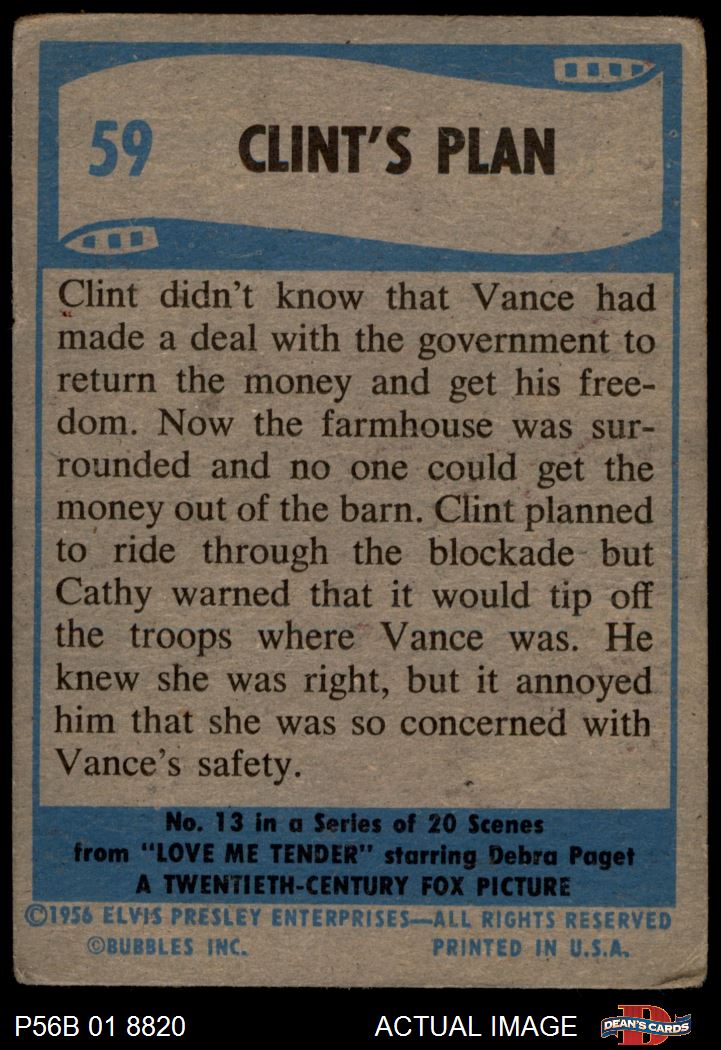 59 CLINT'S PLAN
Clint didn't know that Vance had
made a deal with the government to
return the money and get his free-
dom. Now the farmhouse was sur-
rounded and no one could get the
money out of the barn. Clint planned
to ride through the blockade but
Cathy warned that it would tip off
the troops where Vance was. He
knew she was right, but it annoyed
him that she was so concerned with
Vance's safety.
No. 13 in a Series of 20 Scenes
from "LOVE ME TENDER" starring Debra Paget
A TWENTIETH-CENTURY FOX PICTURE
©1956 ELVIS PRESLEY ENTERPRISES—ALL RIGHTS RESERVED
©BUBBLES INC. PRINTED IN U.S.A.
P56B 01 8820 ACTUAL IMAGE D DEAN'S CARDS